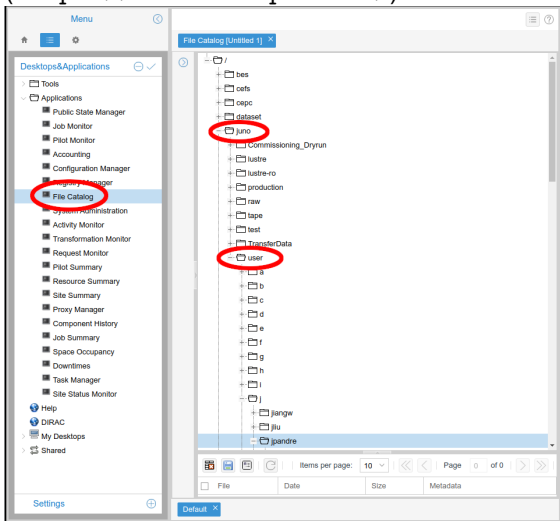 Menu
File Catalog [Untitled 1]
Desktops&Applications
Tools
Applications
Public State Manager
Job Monitor
Pilot Monitor
Accounting
Configuration Manager
Registry Manager
File Catalog
System Administration
Activity Monitor
Transformation Monitor
Request Monitor
Pilot Summary
Resource Summary
Site Summary
Proxy Manager
Component History
Job Summary
Space Occupancy
Downtimes
Task Manager
Site Status Monitor
Help
DIRAC
My Desktops
Shared
Settings
/
bes
cefs
cepc
dataset
juno
Commissioning_Dryrun
lustre
lustre-ro
production
raw
tape
test
TransferData
user
a
b
c
d
e
f
g
h
i
j
jiangw
jliu
jpandre
Items per page: 10 Page 0 of 0
File Date Size Metadata
Default